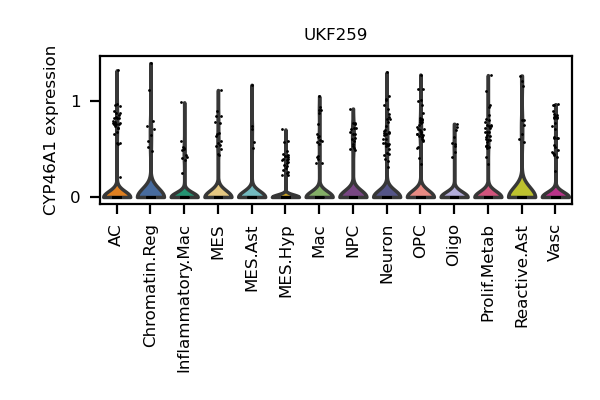 UKF259
CYP46A1 expression
1
0
AC
Chromatin.Reg
Inflammatory.Mac
MES
MES.Ast
MES.Hyp
Mac
NPC
Neuron
OPC
Oligo
Prolif.Metab
Reactive.Ast
Vasc